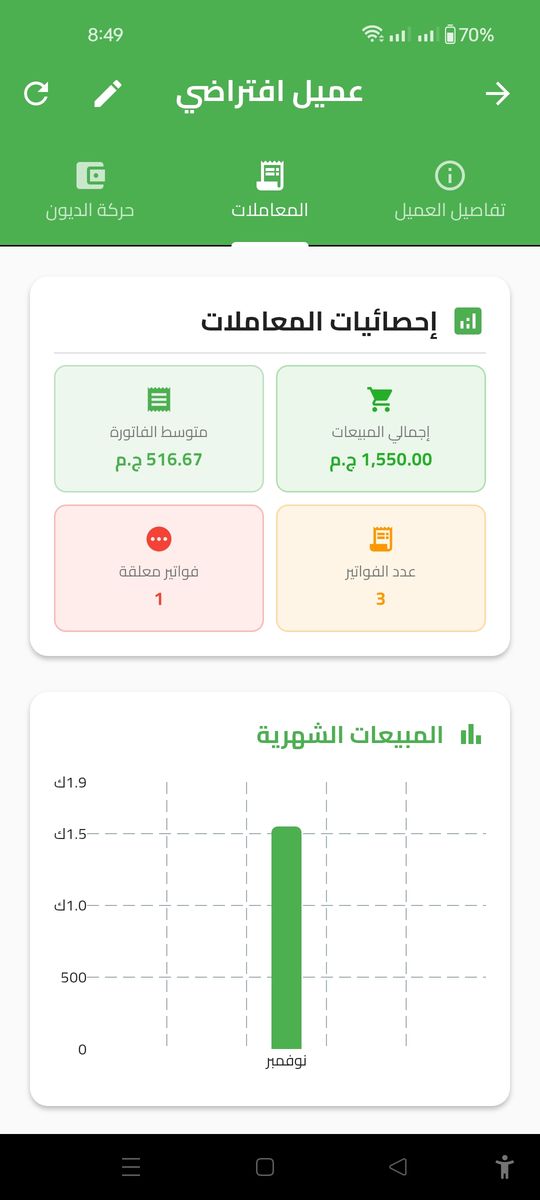 8:49
70%
عميل افتراضي
تفاصيل العميل
المعاملات
حركة الديون
إحصائيات المعاملات
إجمالي المبيعات
1,550.00 ج.م
متوسط الفاتورة
516.67 ج.م
عدد الفواتير
3
فواتير معلقة
1
المبيعات الشهرية
1.9ك
1.5ك
1.0ك
500
0
نوفمبر